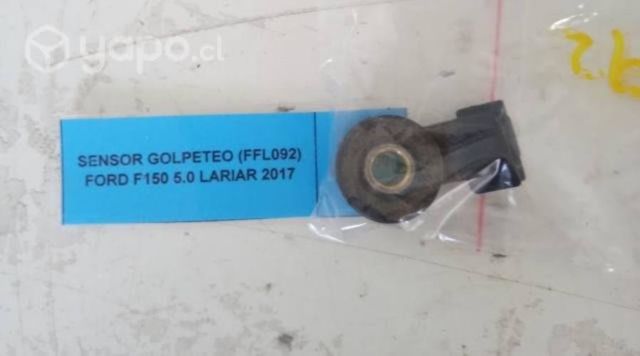 yapo.cl
SENSOR GOLPETEO (FFL092)
FORD F150 5.0 LARIAR 2017